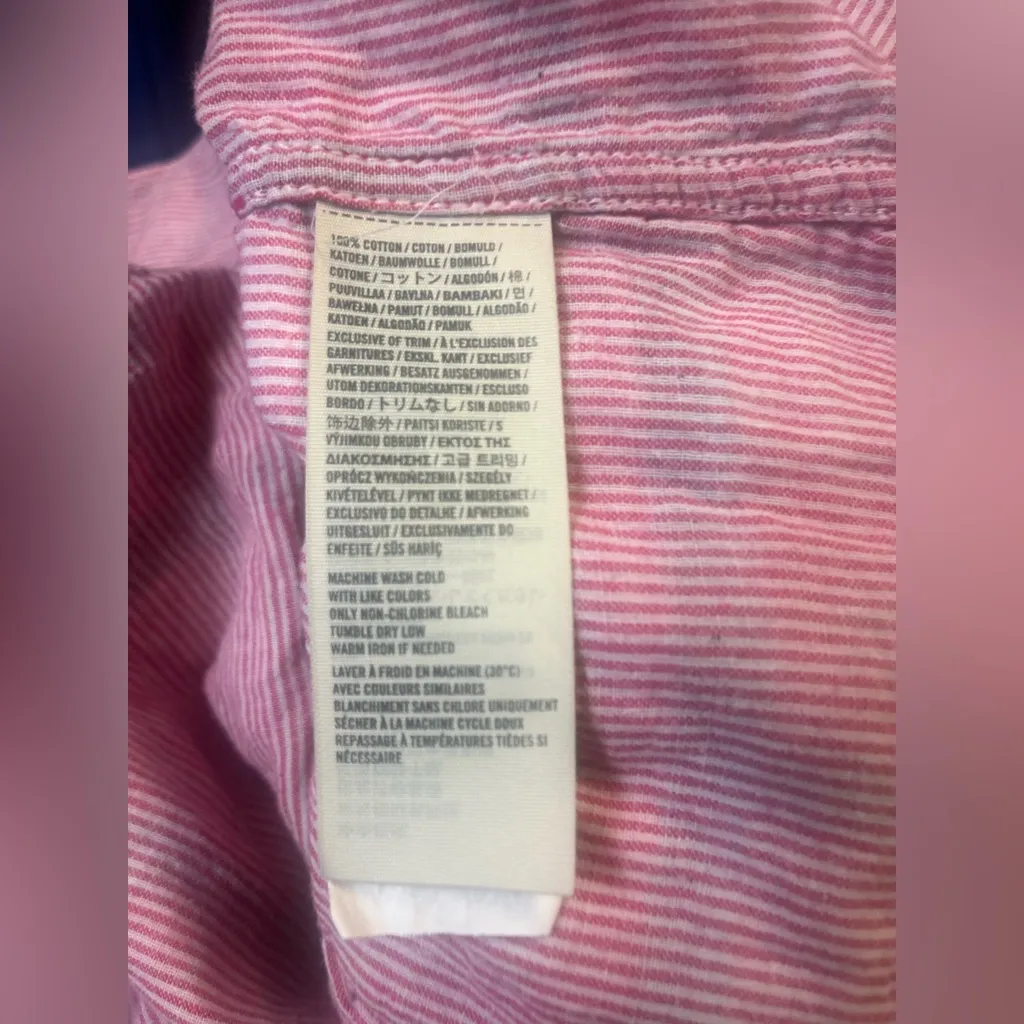 100% COTTON / COTON / BOMULD /
KATOEN / BAUMWOLLE / BOMULL /
COTONE / コットン / ALGODÓN / 棉 /
PUUVILLAA / BAVLNA / BAMBAKI / 면 /
BAWEŁNA / PAMUT / BOMULL / ALGODÃO /
KATOEN / ALGODÃO / PAMUK
EXCLUSIVE OF TRIM / À L'EXCLUSION DES
GARNITURES / EKSKL. KANT / EXCLUSIEF
AFWERKING / BESATZ AUSGENOMMEN /
UTOM DEKORATIONSKANTEN / ESCLUSO
BORDO / トリムなし / SIN ADORNO /
饰边除外 / PAITSI KORISTE / S
VÝJIMKOU OBRUBY / ΕΚΤΟΣ ΤΗΣ
ΔΙΑΚΟΣΜΗΣΗΣ / 고급 트리밍 /
OPRÓCZ WYKOŃCZENIA / SZEGÉLY
KIVÉTELÉVEL / PYNT IKKE MEDREGNET /
EXCLUSIVO DO DETALHE / AFWERKING
UITGESLUIT / EXCLUSIVAMENTE DO
ENFEITE / SÜS HARİÇ
MACHINE WASH COLD
WITH LIKE COLORS
ONLY NON-CHLORINE BLEACH
TUMBLE DRY LOW
WARM IRON IF NEEDED
LAVER À FROID EN MACHINE (30°C)
AVEC COULEURS SIMILAIRES
BLANCHIMENT SANS CHLORE UNIQUEMENT
SÉCHER À LA MACHINE CYCLE DOUX
REPASSAGE À TEMPÉRATURES TIÈDES SI
NÉCESSAIRE